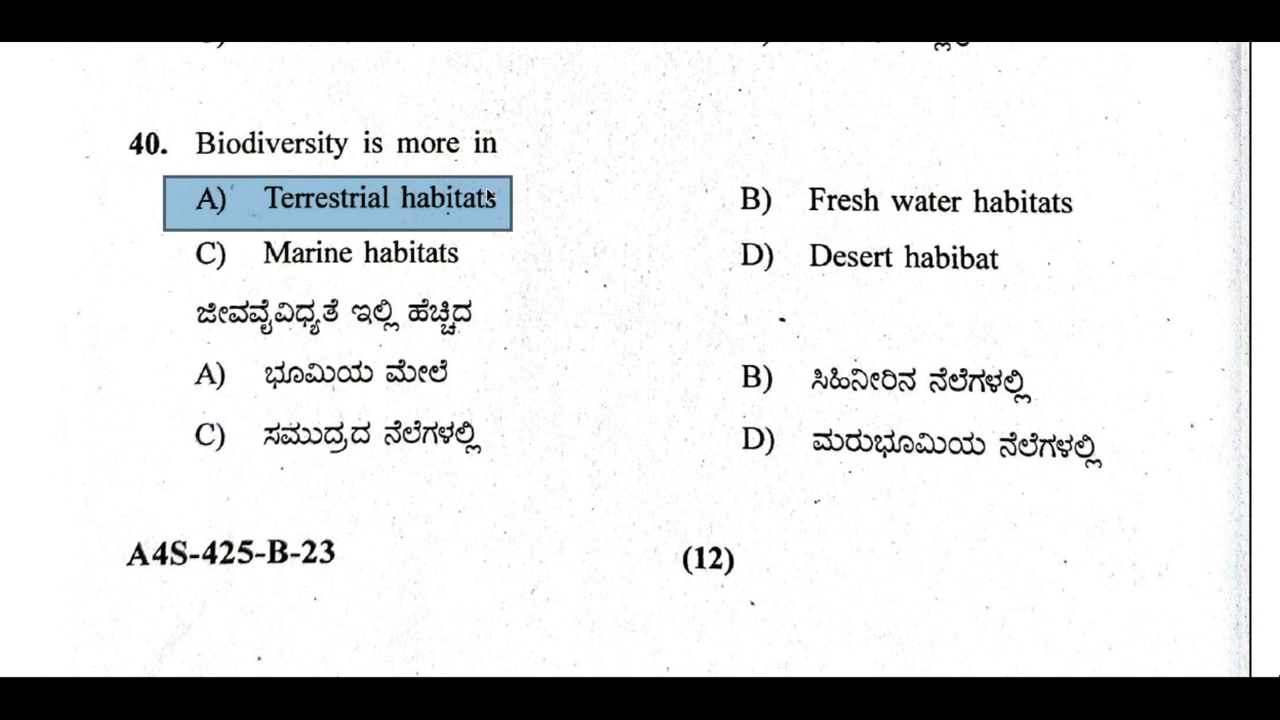 40. Biodiversity is more in
A) Terrestrial habitats B) Fresh water habitats
C) Marine habitats D) Desert habibat
ಜೀವವೈವಿಧ್ಯತೆ ಇಲ್ಲಿ ಹೆಚ್ಚಿದ
A) ಭೂಮಿಯ ಮೇಲೆ B) ಸಿಹಿನೀರಿನ ನೆಲೆಗಳಲ್ಲಿ
C) ಸಮುದ್ರದ ನೆಲೆಗಳಲ್ಲಿ D) ಮರುಭೂಮಿಯ ನೆಲೆಗಳಲ್ಲಿ
A4S-425-B-23 (12)